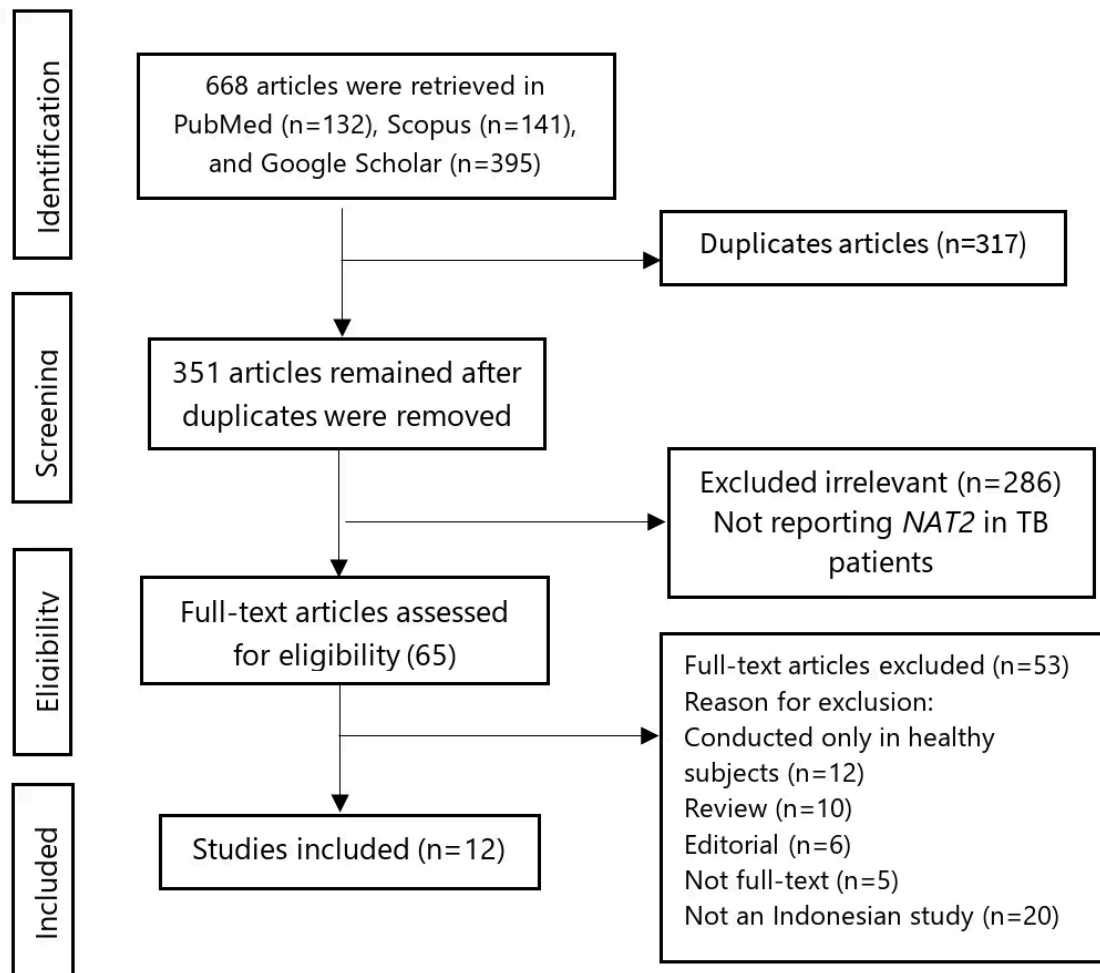 Identification
668 articles were retrieved in
PubMed (n=132), Scopus (n=141),
and Google Scholar (n=395)
Duplicates articles (n=317)
Screening
351 articles remained after
duplicates were removed
Excluded irrelevant (n=286)
Not reporting NAT2 in TB
patients
Eligibility
Full-text articles assessed
for eligibility (65)
Full-text articles excluded (n=53)
Reason for exclusion:
Conducted only in healthy
subjects (n=12)
Review (n=10)
Editorial (n=6)
Not full-text (n=5)
Not an Indonesian study (n=20)
Included
Studies included (n=12)